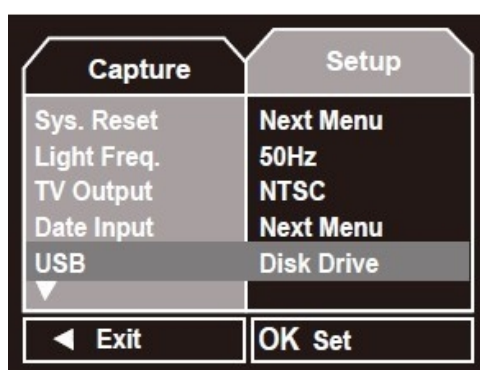 Capture Setup
Sys. Reset Next Menu
Light Freq. 50Hz
TV Output NTSC
Date Input Next Menu
USB Disk Drive
Exit OK Set